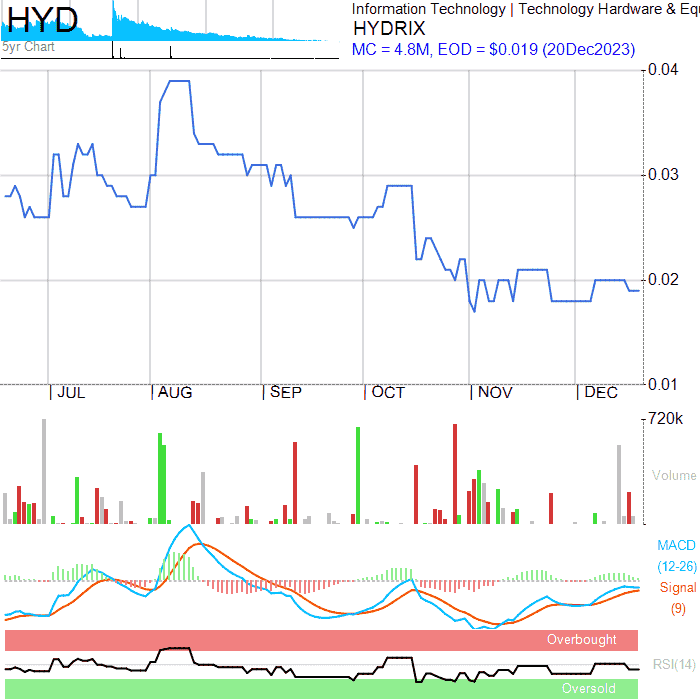 HYD
5yr Chart
Information Technology | Technology Hardware & Equ
HYDRIX
MC = 4.8M, EOD = $0.019 (20Dec2023)
0.04
0.03
0.02
0.01
JUL AUG SEP OCT NOV DEC
720k
Volume
MACD
(12-26)
Signal
(9)
Overbought
RSI(14)
Oversold